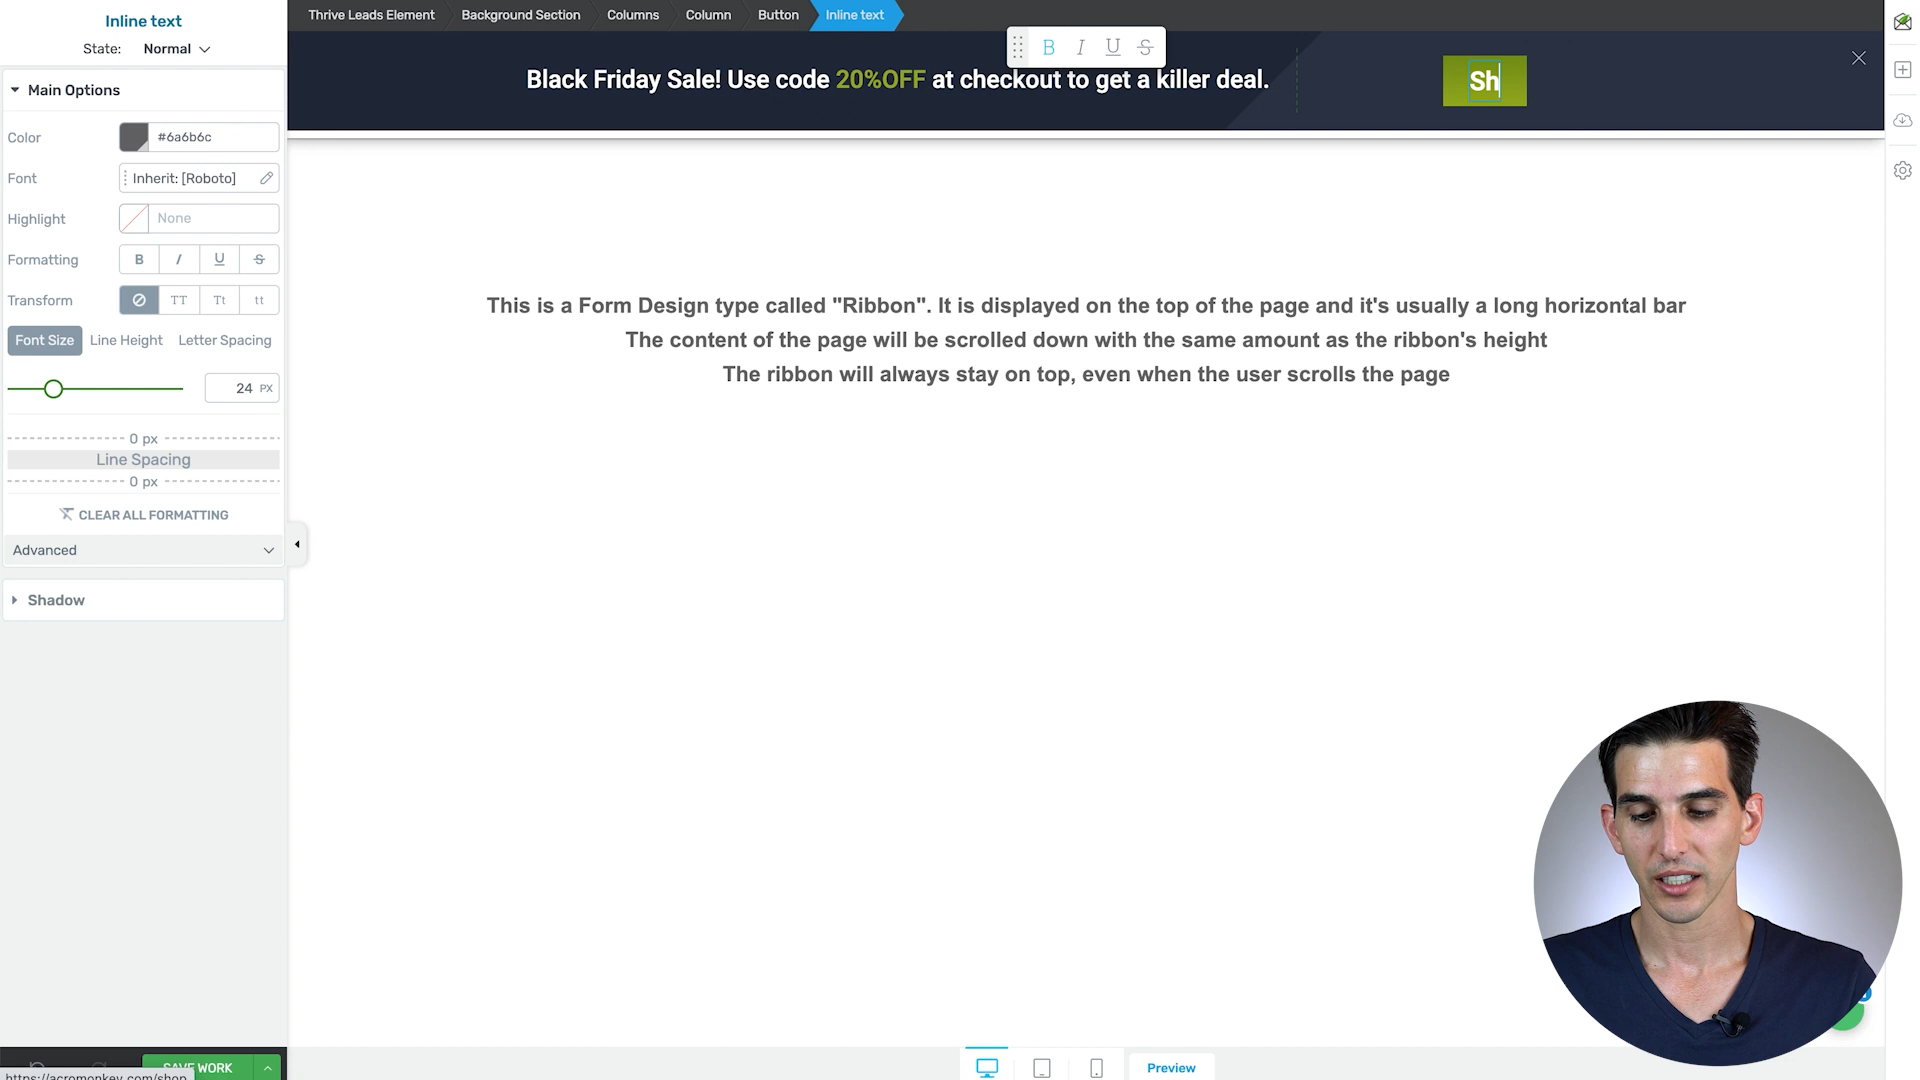 Inline text
State: Normal
Main Options
Color #6a6b6c
Font Inherit: [Roboto]
Highlight None
Formatting B I U S
Transform TT Tt tt
Font Size Line Height Letter Spacing
24 PX
0 px
Line Spacing
0 px
CLEAR ALL FORMATTING
Advanced
Shadow
SAVE WORK
https://acromonkey.com/shop
Thrive Leads Element Background Section Columns Column Button Inline text
B I U S
Black Friday Sale! Use code 20%OFF at checkout to get a killer deal.
Sh
This is a Form Design type called "Ribbon". It is displayed on the top of the page and it's usually a long horizontal bar
The content of the page will be scrolled down with the same amount as the ribbon's height
The ribbon will always stay on top, even when the user scrolls the page
Preview